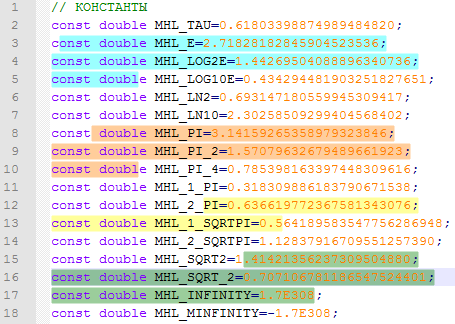 1 // КОНСТАНТЫ
2 const double MHL_TAU=0.61803398874989484820;
3 const double MHL_E=2.71828182845904523536;
4 const double MHL_LOG2E=1.44269504088896340736;
5 const double MHL_LOG10E=0.434294481903251827651;
6 const double MHL_LN2=0.693147180559945309417;
7 const double MHL_LN10=2.30258509299404568402;
8 const double MHL_PI=3.14159265358979323846;
9 const double MHL_PI_2=1.57079632679489661923;
10 const double MHL_PI_4=0.785398163397448309616;
11 const double MHL_1_PI=0.318309886183790671538;
12 const double MHL_2_PI=0.636619772367581343076;
13 const double MHL_1_SQRTPI=0.564189583547756286948;
14 const double MHL_2_SQRTPI=1.12837916709551257390;
15 const double MHL_SQRT2=1.41421356237309504880;
16 const double MHL_SQRT_2=0.707106781186547524401;
17 const double MHL_INFINITY=1.7E308;
18 const double MHL_MINFINITY=-1.7E308;